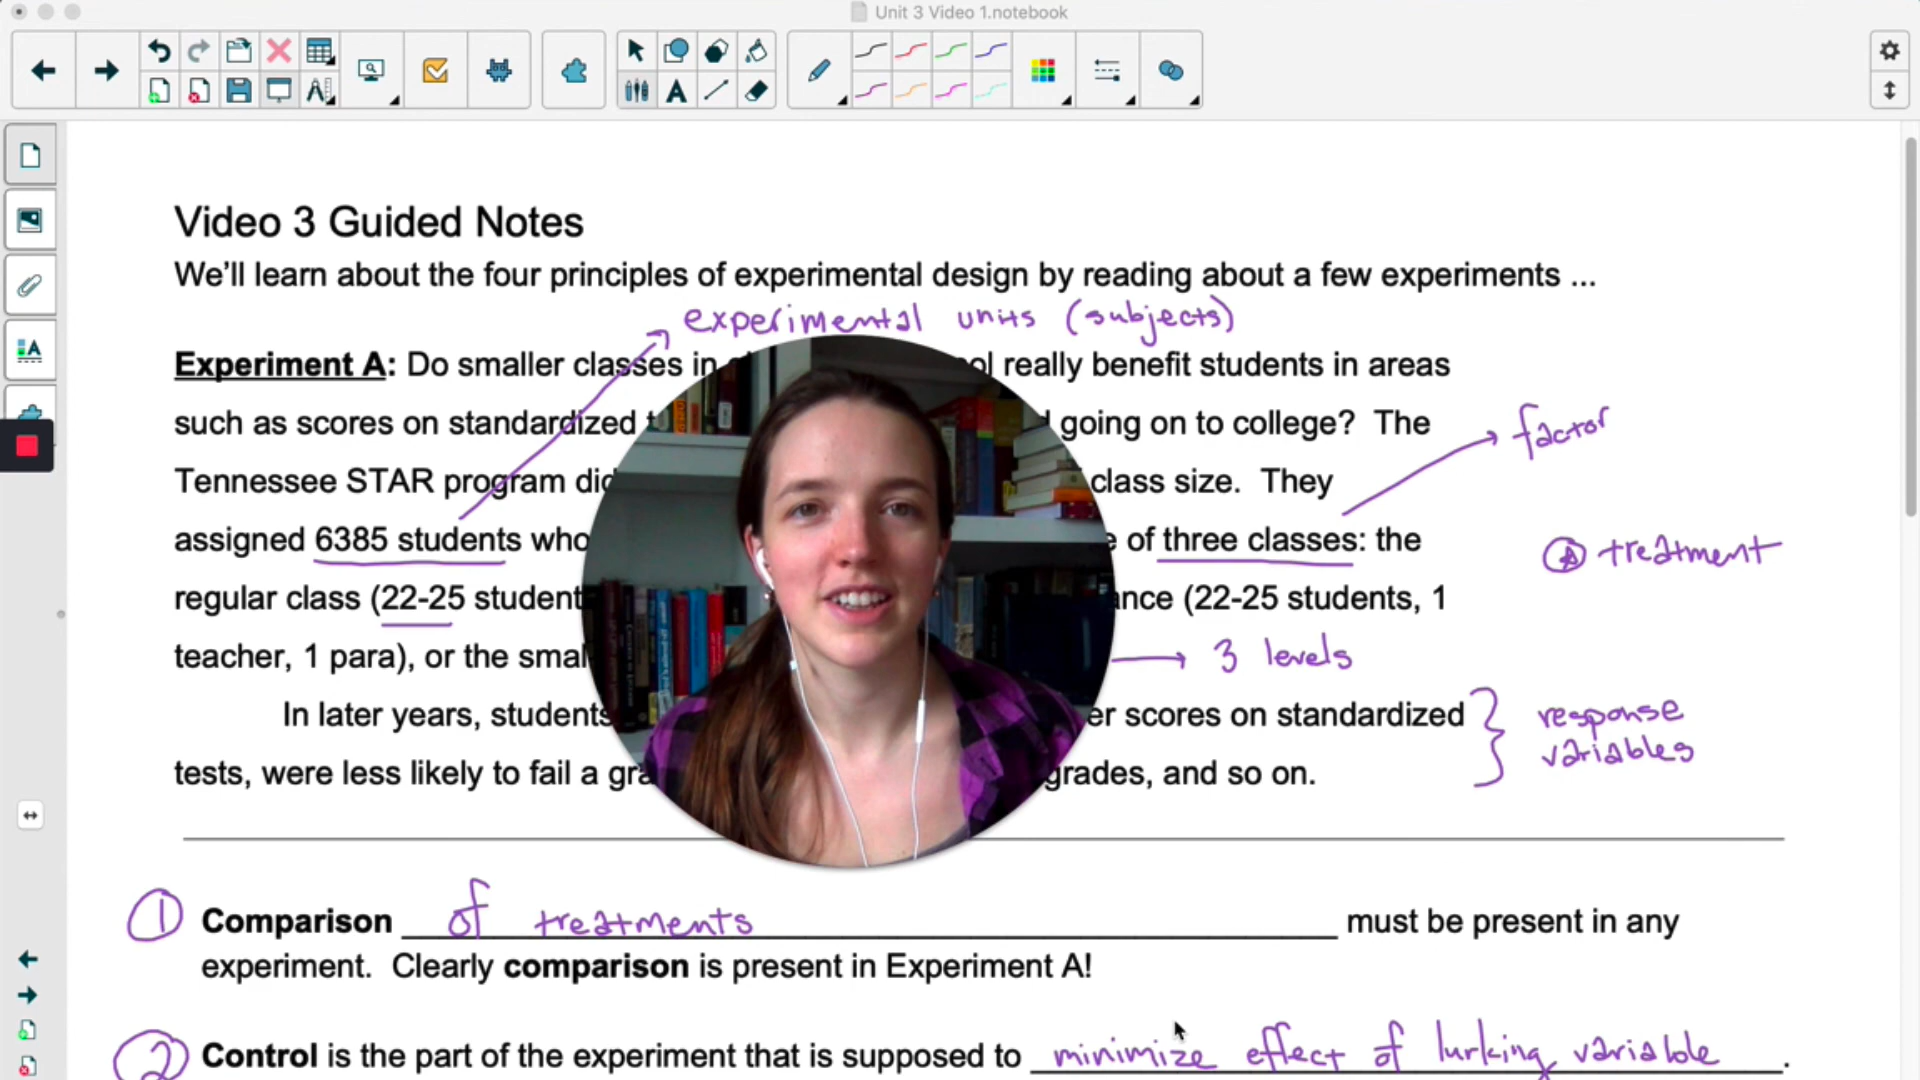 Unit 3 Video 1.notebook
Video 3 Guided Notes
We'll learn about the four principles of experimental design by reading about a few experiments ...
experimental units (subjects)
Experiment A: Do smaller classes in really benefit students in areas
such as scores on standardized going on to college? The
factor
Tennessee STAR program class size. They
assigned 6385 students who of three classes: the
treatment
regular class (22-25 (22-25 students, 1
teacher, 1 para), or the
3 levels
In later years, students scores on standardized
response
variables
tests, were less likely to fail a grades, and so on.
1 Comparison of treatments must be present in any
experiment. Clearly comparison is present in Experiment A!
2 Control is the part of the experiment that is supposed to minimize effect of lurking variable.